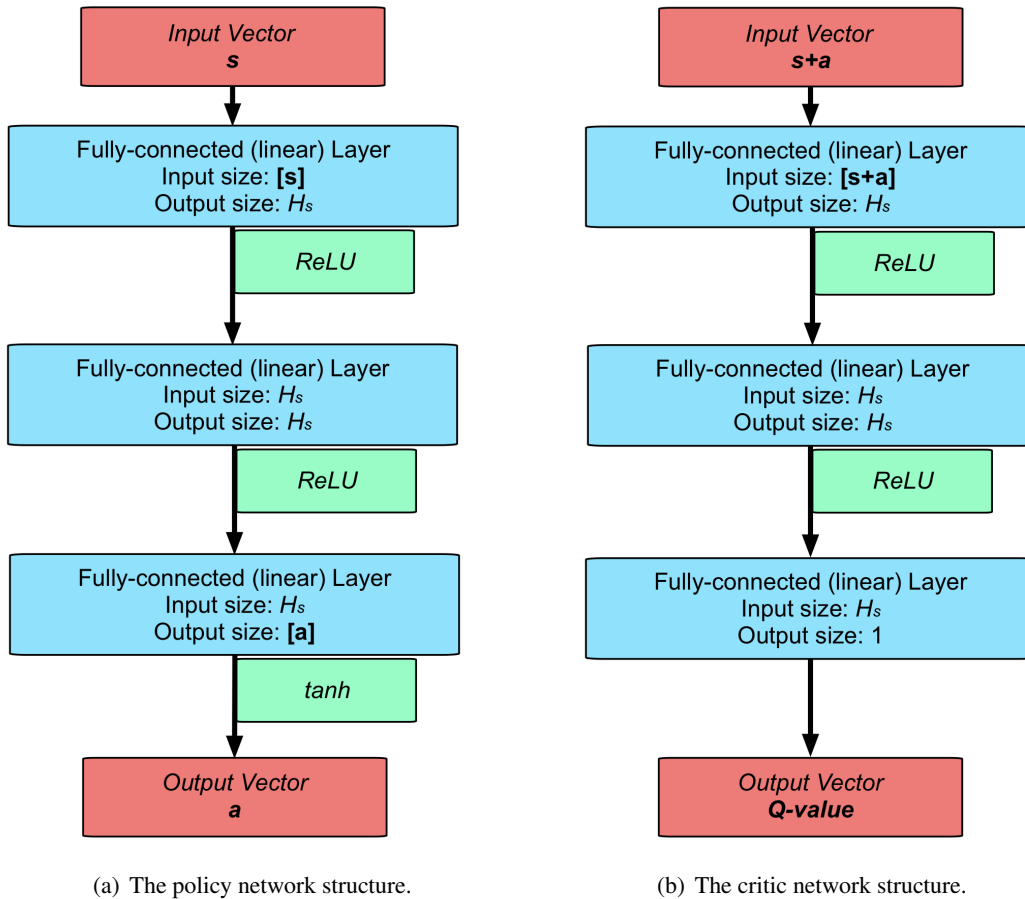 Input Vector
s
Fully-connected (linear) Layer
Input size: [s]
Output size: Hs
ReLU
Fully-connected (linear) Layer
Input size: Hs
Output size: Hs
ReLU
Fully-connected (linear) Layer
Input size: Hs
Output size: [a]
tanh
Output Vector
a
(a) The policy network structure.
Input Vector
s+a
Fully-connected (linear) Layer
Input size: [s+a]
Output size: Hs
ReLU
Fully-connected (linear) Layer
Input size: Hs
Output size: Hs
ReLU
Fully-connected (linear) Layer
Input size: Hs
Output size: 1
Output Vector
Q-value
(b) The critic network structure.